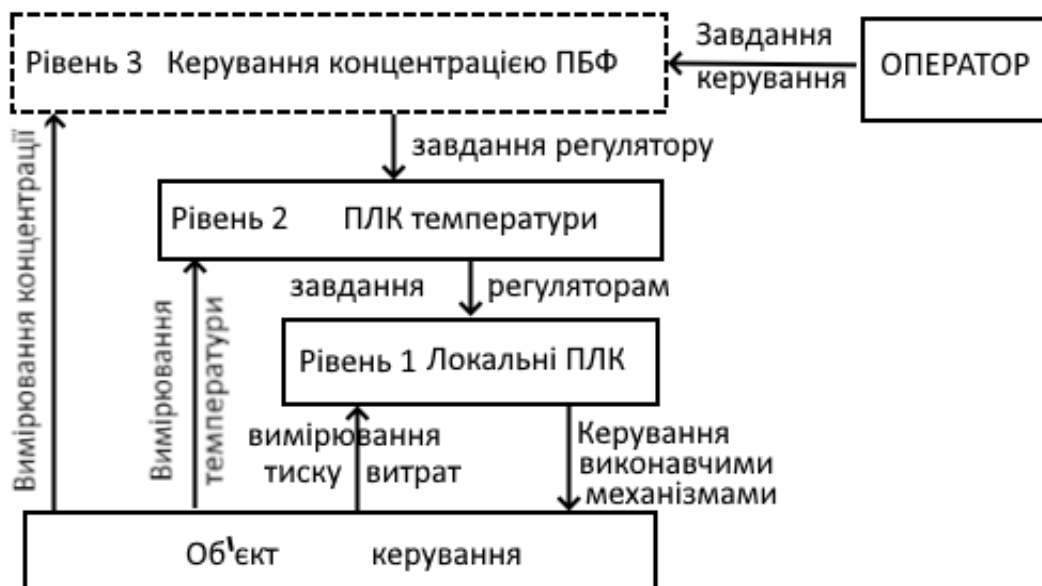 Рівень 3 Керування концентрацією ПБФ
Завдання
керування
ОПЕРАТОР
завдання регулятору
Рівень 2 ПЛК температури
завдання регуляторам
Рівень 1 Локальні ПЛК
Вимірювання концентрації
Вимірювання
температури
вимірювання
тиску витрат
Керування
виконавчими
механізмами
Об'єкт керування